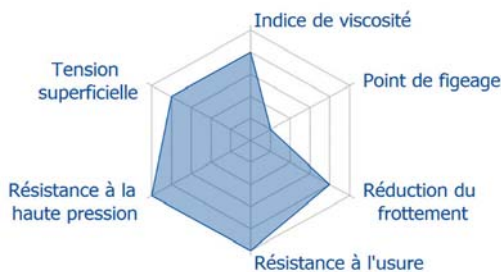 Indice de viscosité
Tension
superficielle
Point de figeage
Résistance à la
haute pression
Réduction du
frottement
Résistance à l'usure